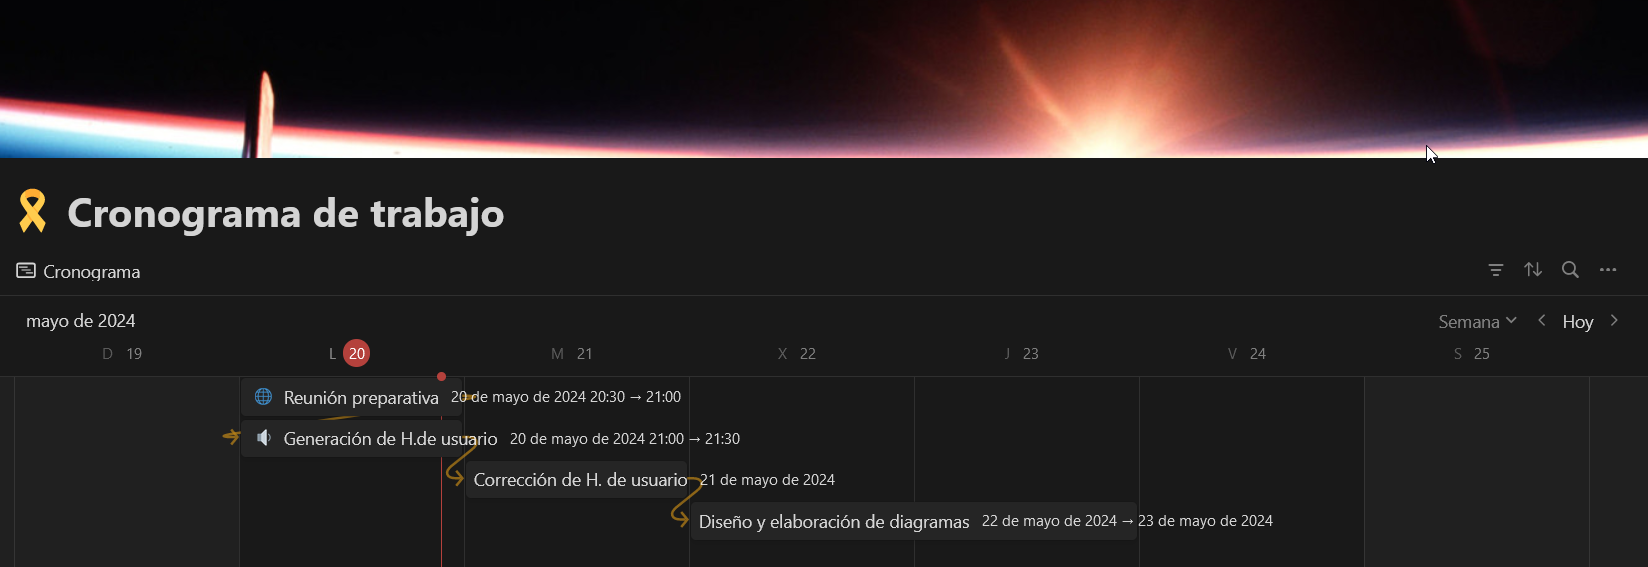 Cronograma de trabajo
Cronograma
mayo de 2024
Semana Hoy
D 19 L 20 M 21 X 22 J 23 V 24 S 25
Reunión preparativa 20 de mayo de 2024 20:30 → 21:00
Generación de H.de usuario 20 de mayo de 2024 21:00 → 21:30
Corrección de H. de usuario 21 de mayo de 2024
Diseño y elaboración de diagramas 22 de mayo de 2024 → 23 de mayo de 2024